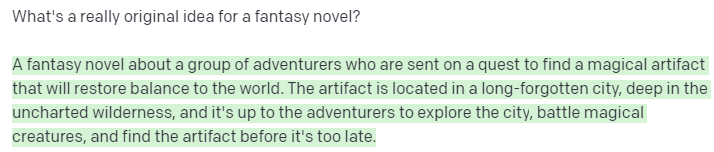 What's a really original idea for a fantasy novel?
A fantasy novel about a group of adventurers who are sent on a quest to find a magical artifact
that will restore balance to the world. The artifact is located in a long-forgotten city, deep in the
uncharted wilderness, and it's up to the adventurers to explore the city, battle magical
creatures, and find the artifact before it's too late.